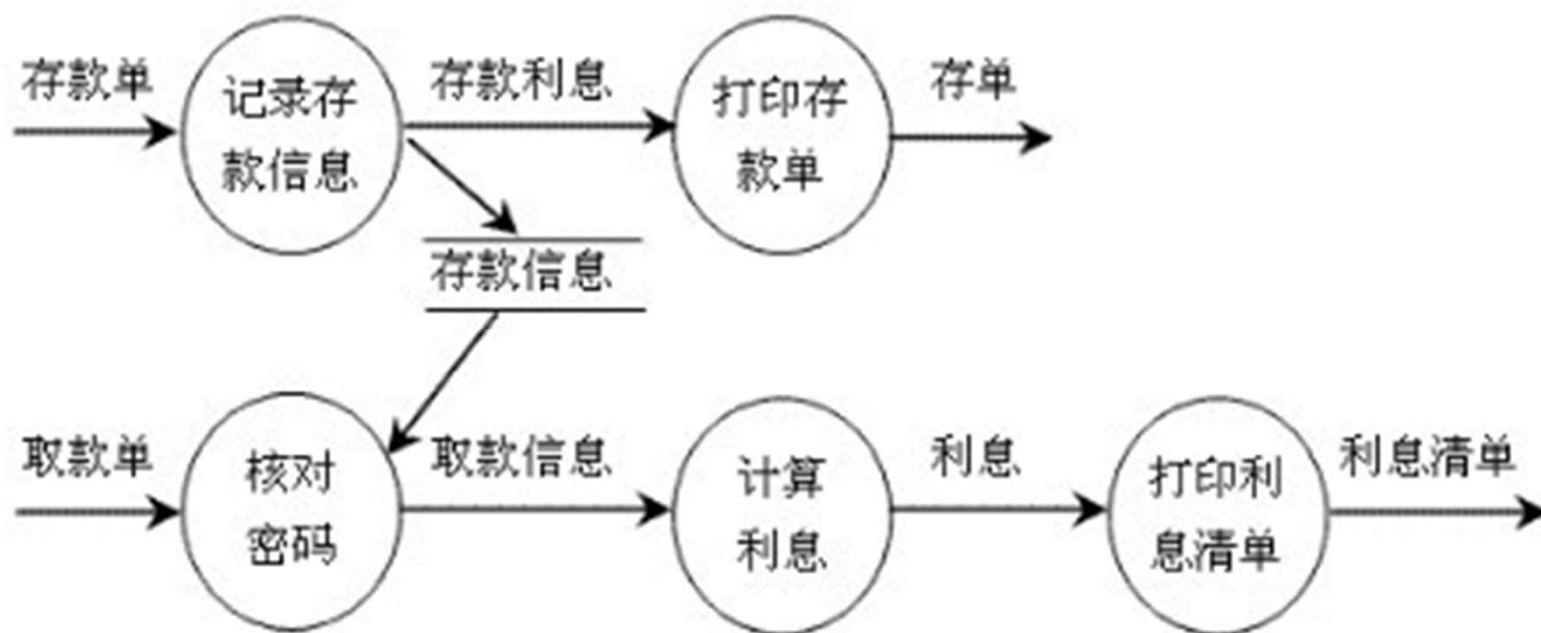 存款单
记录存
款信息
存款利息
打印存
款单
存单
存款信息
取款单
核对
密码
取款信息
计算
利息
利息
打印利
息清单
利息清单